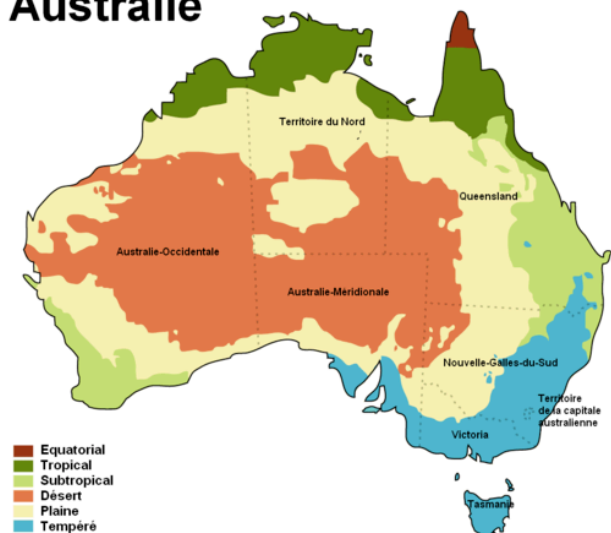 Australie
Territoire du Nord
Queensland
Australie-Occidentale
Australie-Méridionale
Nouvelle-Galles-du-Sud
Territoire
de la capitale
australienne
Victoria
Tasmanie
Equatorial
Tropical
Subtropical
Désert
Plaine
Tempéré